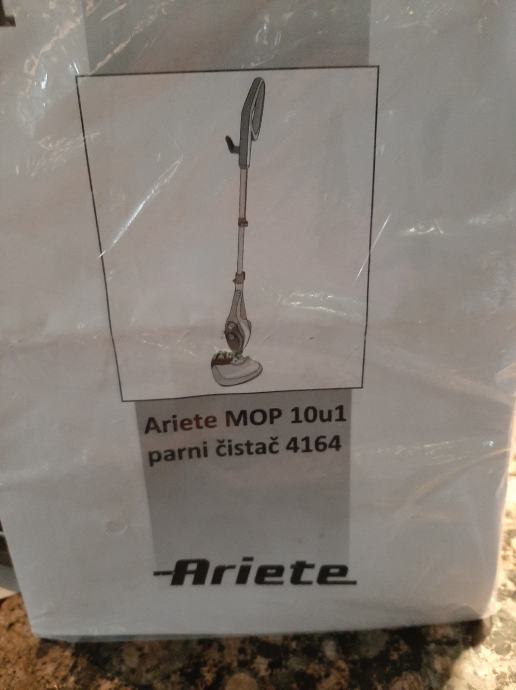 Ariete MOP 10u1
parni čistač 4164
Ariete